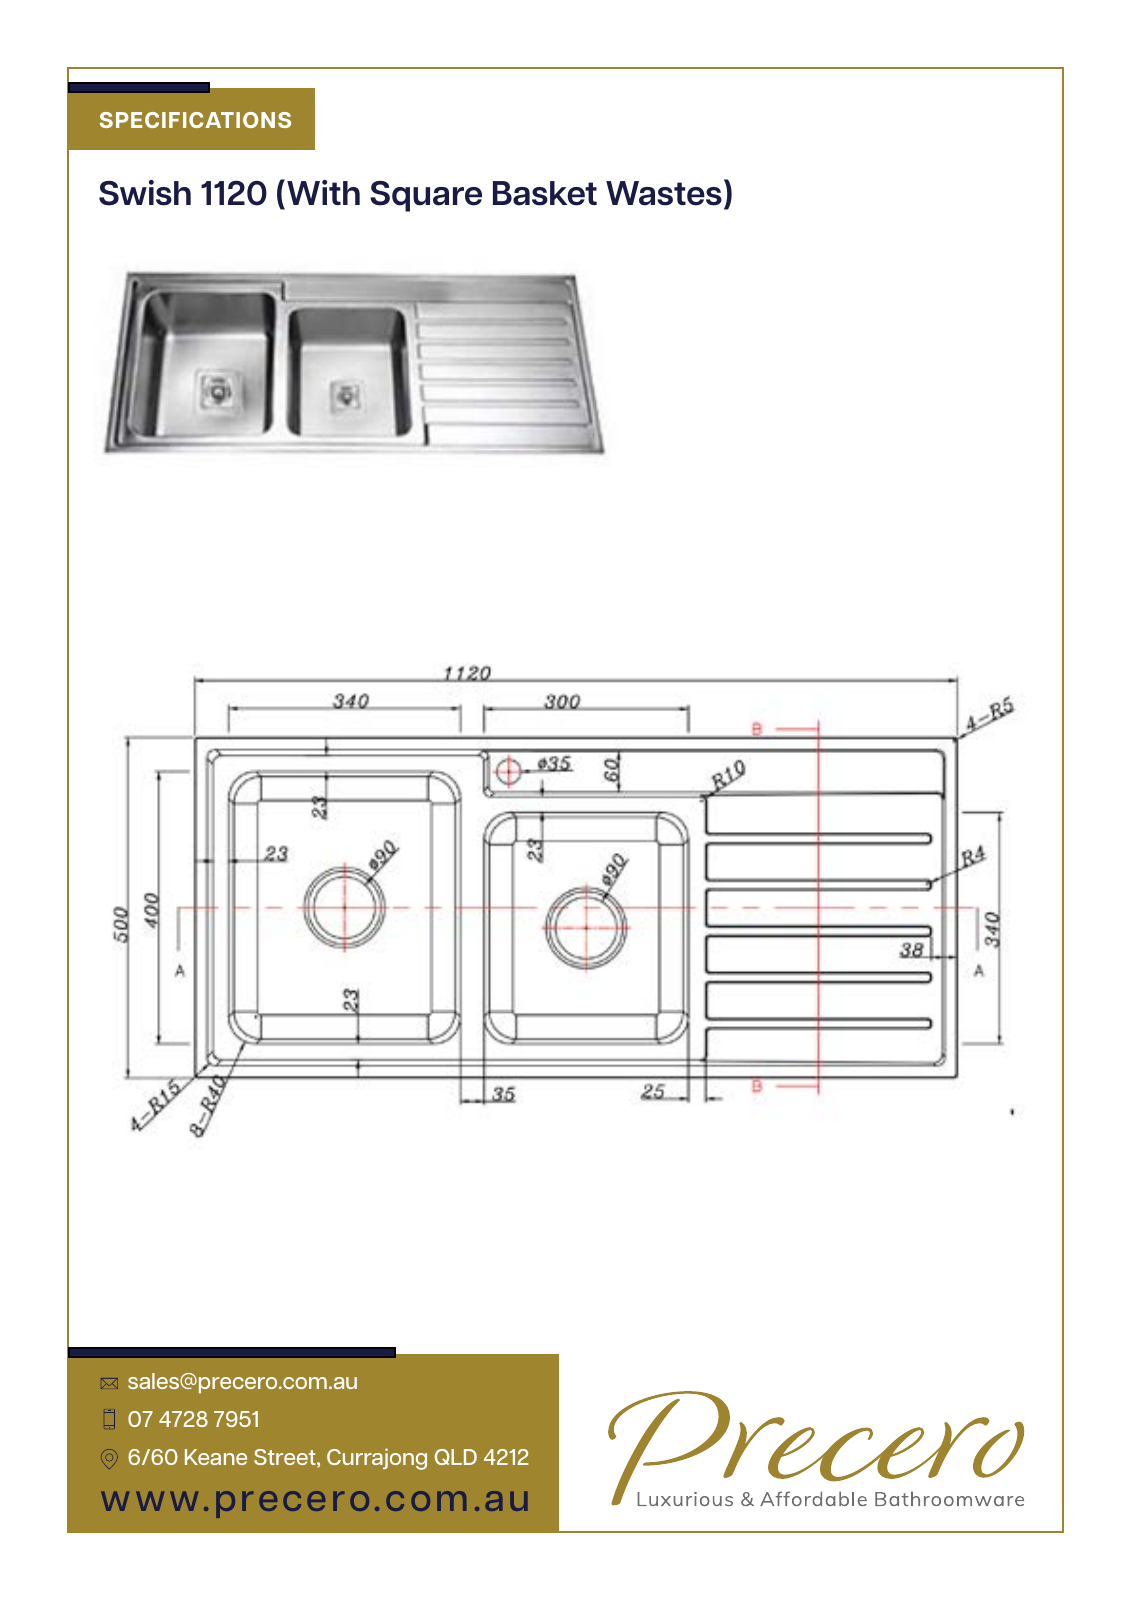 SPECIFICATIONS
Swish 1120 (With Square Basket Wastes)
1120
340
300
4-R5
B
ø35
60
R10
23
23
23
ø90
ø90
R4
500
400
340
38
A
A
23
4-R15
8-R40
35
25
B
sales@precero.com.au
07 4728 7951
6/60 Keane Street, Currajong QLD 4212
www.precero.com.au
Precero
Luxurious & Affordable Bathroomware